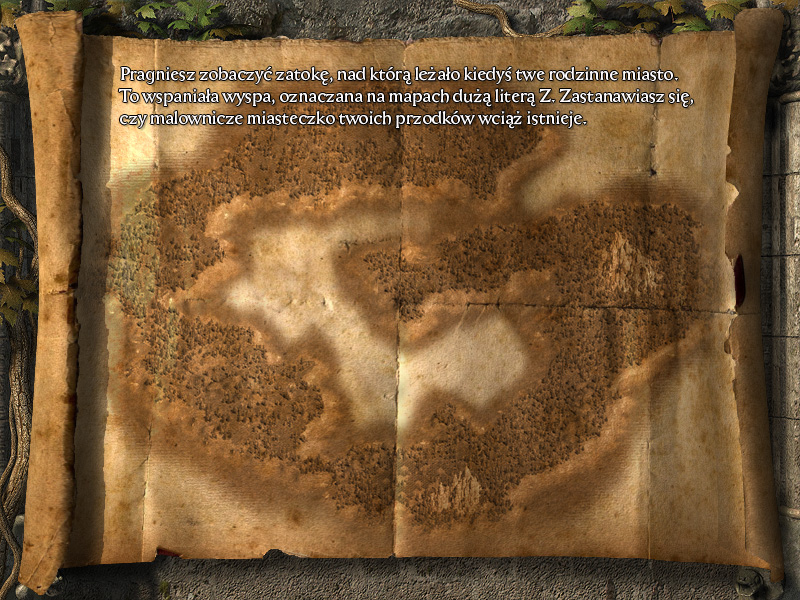 Pragniesz zobaczyć zatokę, nad którą leżało kiedyś twe rodzinne miasto.
To wspaniała wyspa, oznaczana na mapach dużą literą Z. Zastanawiasz się,
czy malownicze miasteczko twoich przodków wciąż istnieje.